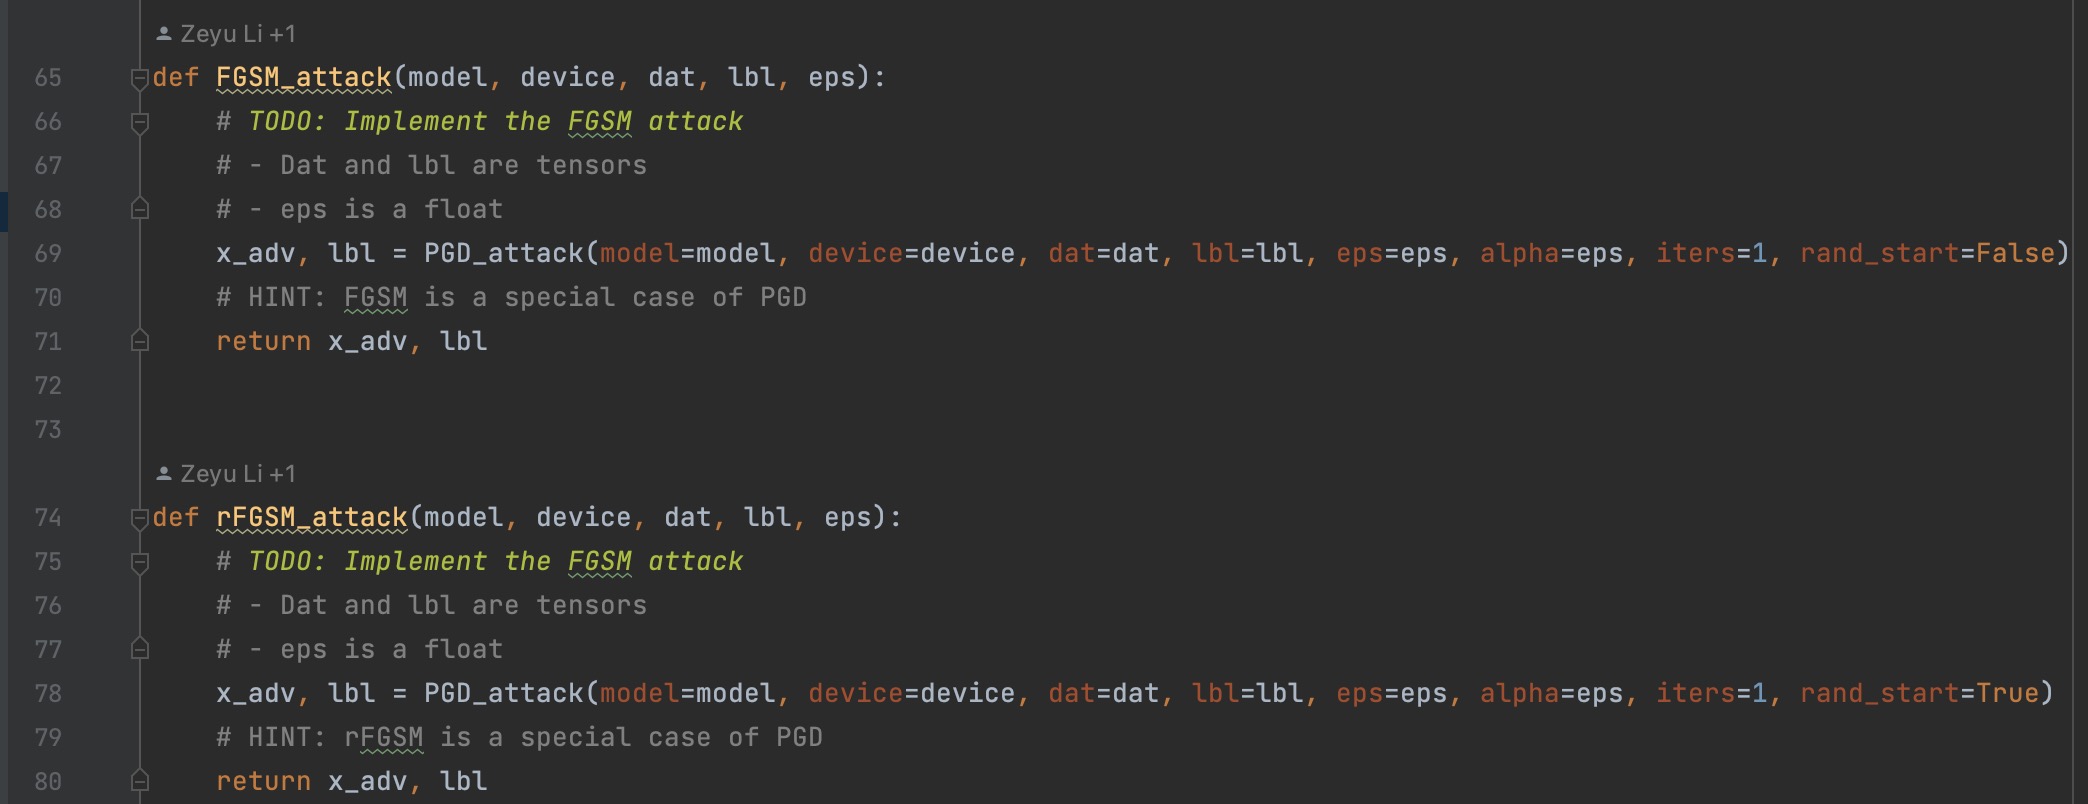 Zeyu Li +1
65 def FGSM_attack(model, device, dat, lbl, eps):
66 # TODO: Implement the FGSM attack
67 # - Dat and lbl are tensors
68 # - eps is a float
69 x_adv, lbl = PGD_attack(model=model, device=device, dat=dat, lbl=lbl, eps=eps, alpha=eps, iters=1, rand_start=False)
70 # HINT: FGSM is a special case of PGD
71 return x_adv, lbl
72
73
Zeyu Li +1
74 def rFGSM_attack(model, device, dat, lbl, eps):
75 # TODO: Implement the FGSM attack
76 # - Dat and lbl are tensors
77 # - eps is a float
78 x_adv, lbl = PGD_attack(model=model, device=device, dat=dat, lbl=lbl, eps=eps, alpha=eps, iters=1, rand_start=True)
79 # HINT: rFGSM is a special case of PGD
80 return x_adv, lbl